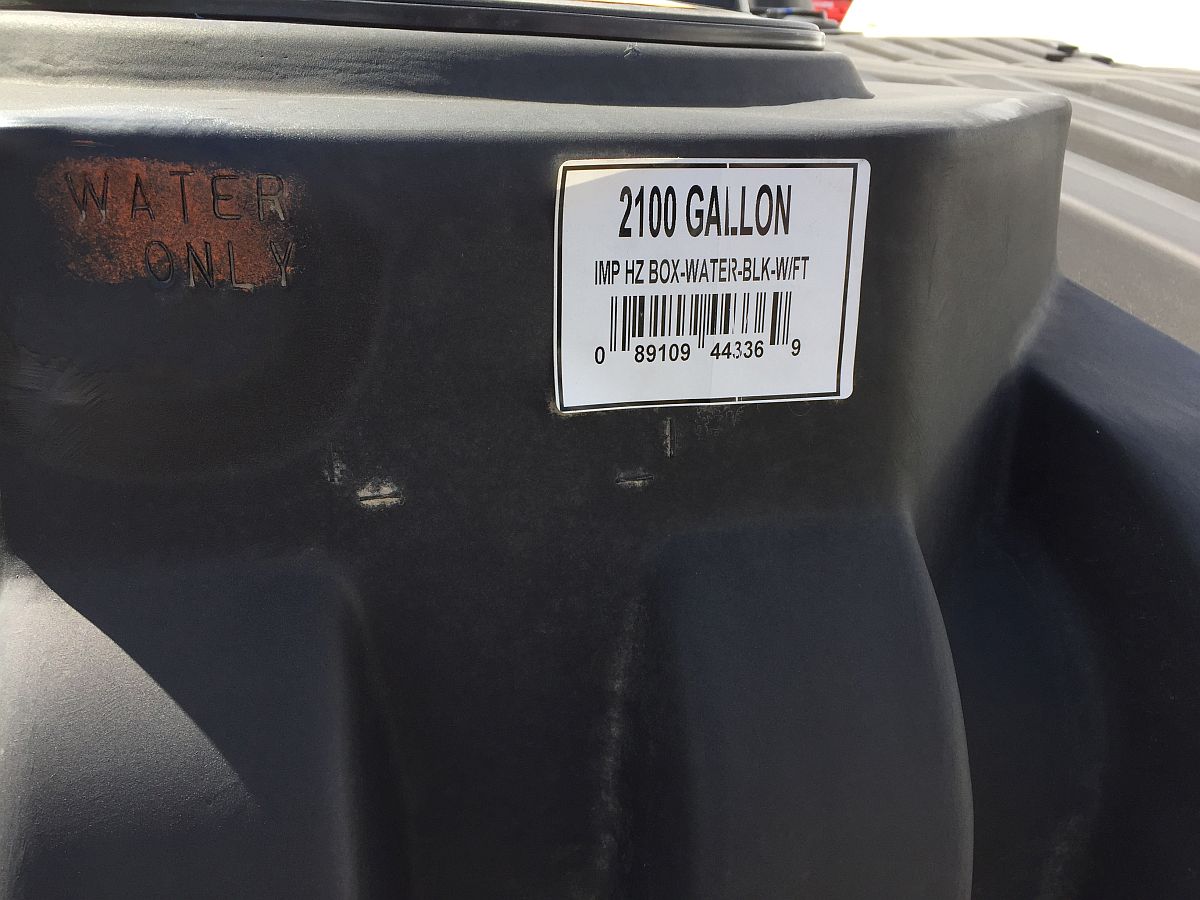 WATER
ONLY
2100 GALLON
IMP HZ BOX-WATER-BLK-W/FT
0 89109 44336 9